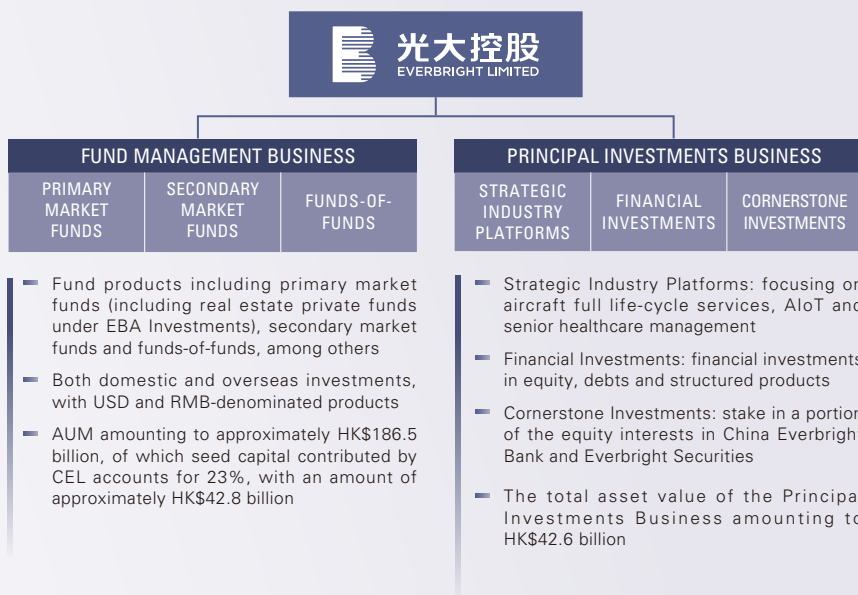 光大控股
EVERBRIGHT LIMITED
FUND MANAGEMENT BUSINESS
PRIMARY
MARKET
FUNDS
SECONDARY
MARKET
FUNDS
FUNDS-OF-
FUNDS
Fund products including primary market
funds (including real estate private funds
under EBA Investments), secondary market
funds and funds-of-funds, among others
Both domestic and overseas investments,
with USD and RMB-denominated products
AUM amounting to approximately HK$186.5
billion, of which seed capital contributed by
CEL accounts for 23%, with an amount of
approximately HK$42.8 billion
PRINCIPAL INVESTMENTS BUSINESS
STRATEGIC
INDUSTRY
PLATFORMS
FINANCIAL
INVESTMENTS
CORNERSTONE
INVESTMENTS
Strategic Industry Platforms: focusing on
aircraft full life-cycle services, AIoT and
senior healthcare management
Financial Investments: financial investments
in equity, debts and structured products
Cornerstone Investments: stake in a portion
of the equity interests in China Everbright
Bank and Everbright Securities
The total asset value of the Principal
Investments Business amounting to
HK$42.6 billion